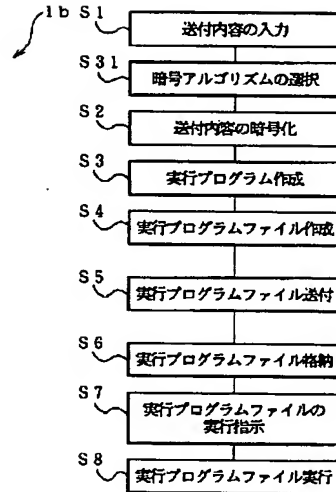 1b S1
送付内容の入力
S31
暗号アルゴリズムの選択
S2
送付内容の暗号化
S3
実行プログラム作成
S4
実行プログラムファイル作成
S5
実行プログラムファイル送付
S6
実行プログラムファイル格納
S7
実行プログラムファイルの
実行指示
S8
実行プログラムファイル実行